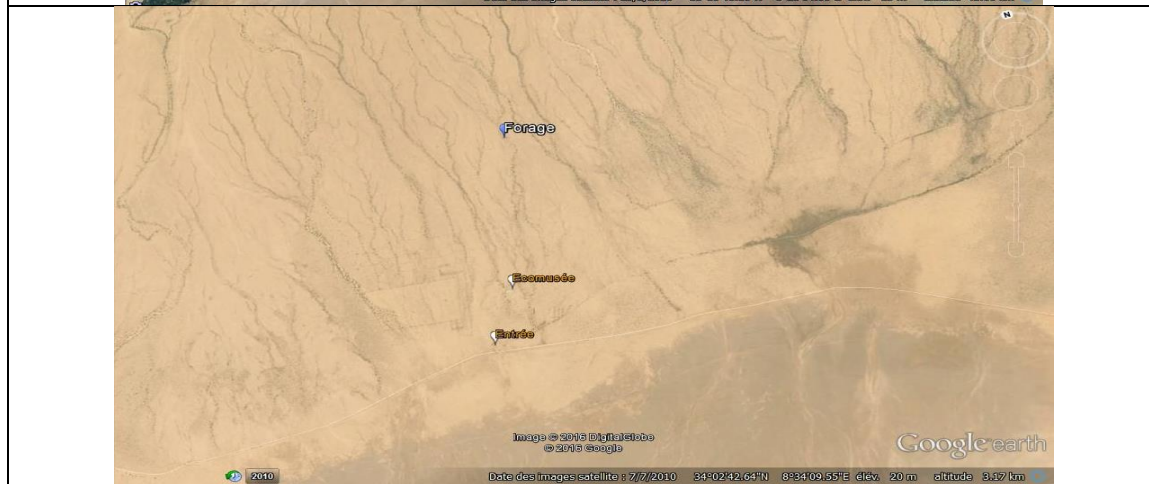 N
Forage
Ecomusée
Entrée
Image © 2016 DigitalGlobe
© 2016 Google
Google earth
2010
Date des images satellite : 7/7/2010 34°02'42.64"N 8°34'09.55"E élév. 20 m altitude 3.17 km